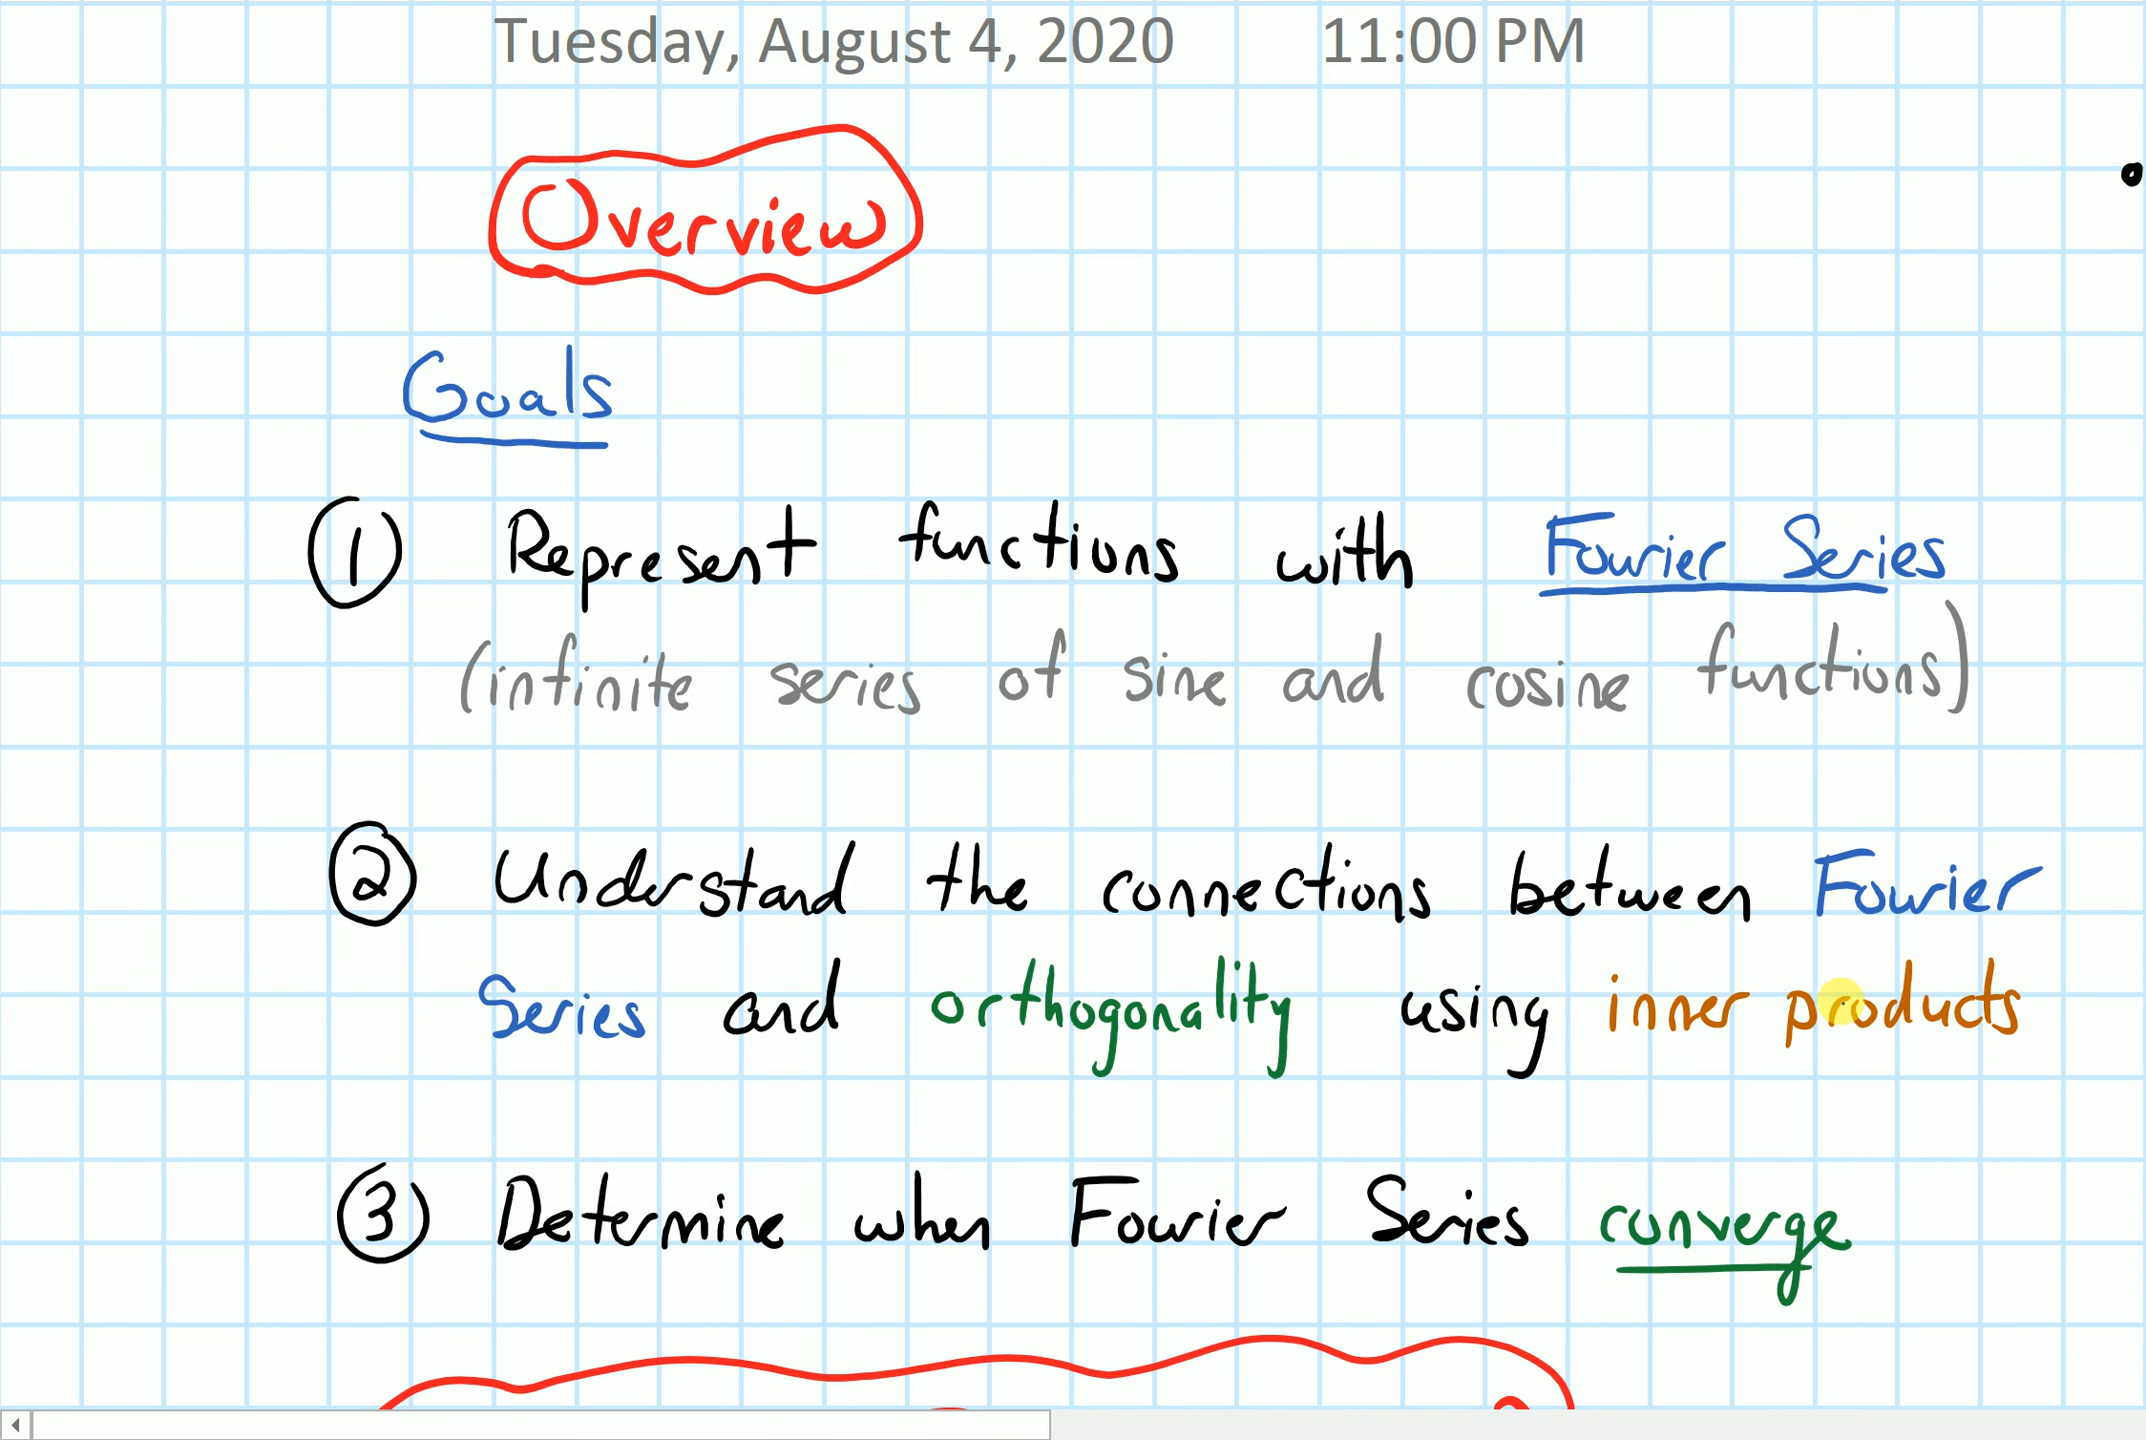 Tuesday, August 4, 2020 11:00 PM
Overview
Goals
① Represent functions with Fourier Series
(infinite series of sine and cosine functions)
② Understand the connections between Fourier
Series and orthogonality using inner products
③ Determine when Fourier Series converge